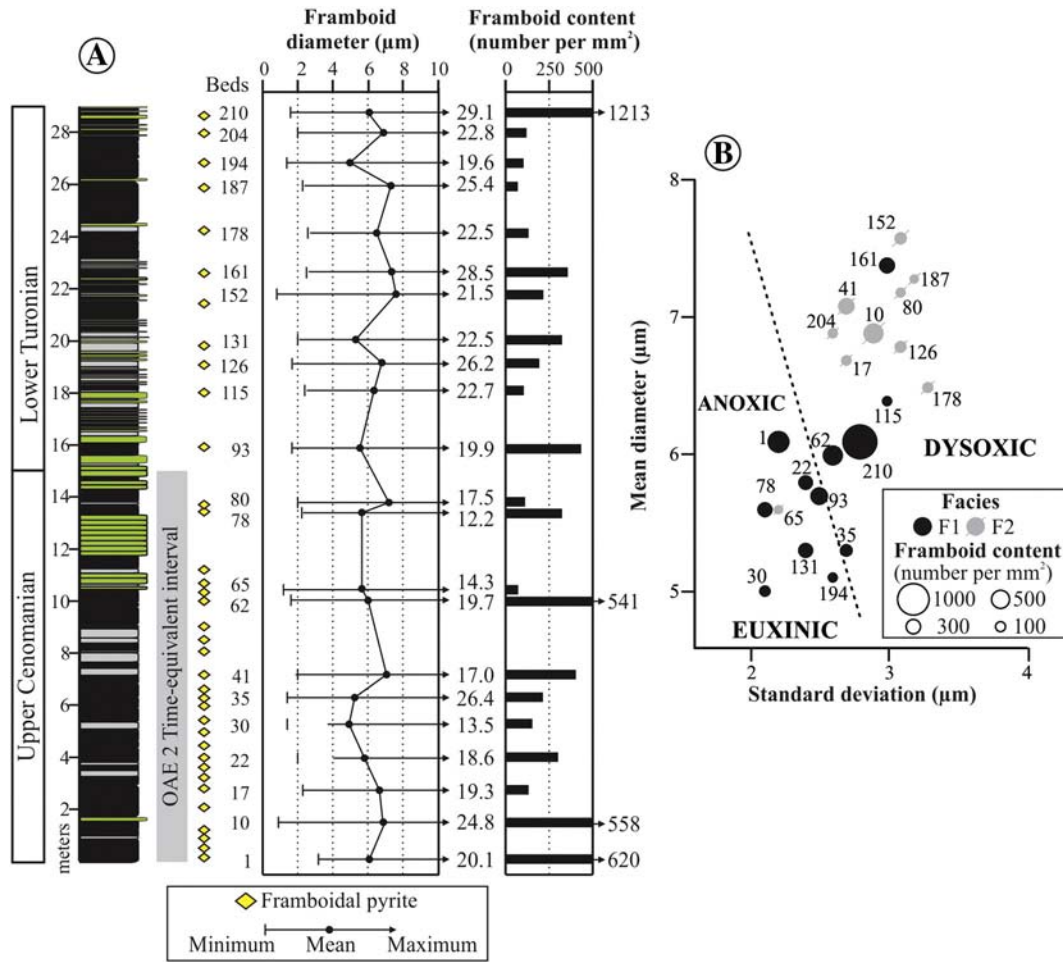 A
Framboid
diameter (µm)
Framboid content
(number per mm²)
0 2 4 6 8 10
0 250 500
Beds
Lower Turonian
Upper Cenomanian
OAE 2 Time-equivalent interval
28
26
24
22
20
18
16
14
12
10
8
6
4
2
meters
210 29.1 1213
204 22.8
194 19.6
187 25.4
178 22.5
161 28.5
152 21.5
131 22.5
126 26.2
115 22.7
93 19.9
80 17.5
78 12.2
65 14.3
62 19.7 541
41 17.0
35 26.4
30 13.5
22 18.6
17 19.3
10 24.8 558
1 20.1 620
Framboidal pyrite
Minimum Mean Maximum
B
Mean diameter (µm)
8
7
6
5
152
161
187
41
80
10
204
126
17
178
115
ANOXIC
1
62
210
DYSOXIC
22
78
93
65
35
131
30
194
EUXINIC
Facies
F1 F2
Framboid content
(number per mm²)
1000 500
300 100
2 3 4
Standard deviation (µm)